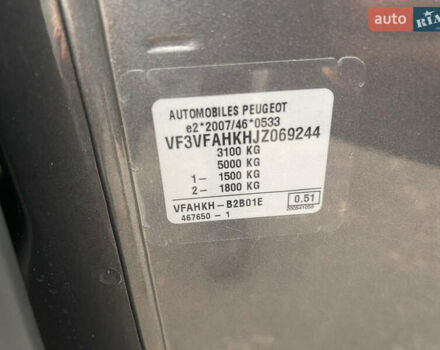 auto RIA
AUTOMOBILES PEUGEOT
e2*2007/46*0533
VF3VFAHKHJZ069244
3100 KG
5000 KG
1- 1500 KG
2- 1800 KG
VFAHKH-B2B01E 0.51
467650-1